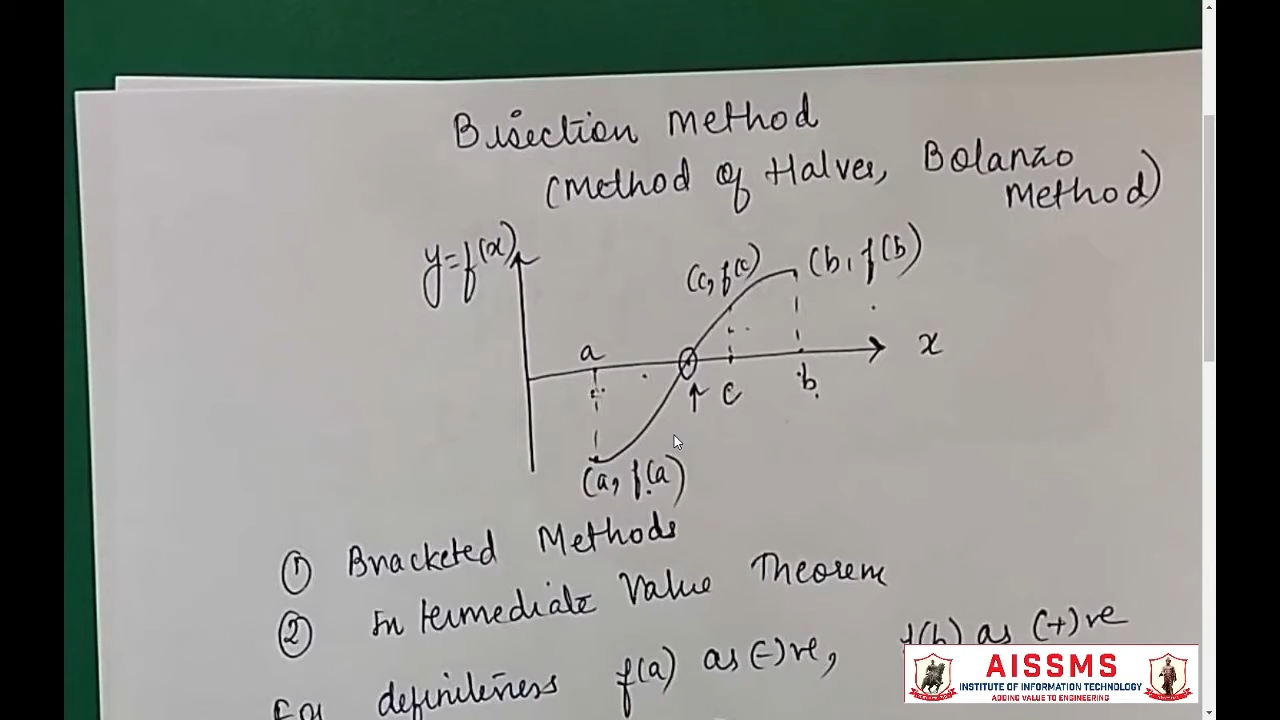 Bisection Method
(Method of Halves, Bolanzo
Method)
y=f(x)
(c, f(c)
(b, f(b)
a
x
c
b
(a, f(a)
① Bracketed Methods
② Intermediate Value Theorem
For definiteness f(a) as (-)ve, f(b) as (+)ve
AISSMS
INSTITUTE OF INFORMATION TECHNOLOGY
ADDING VALUE TO ENGINEERING